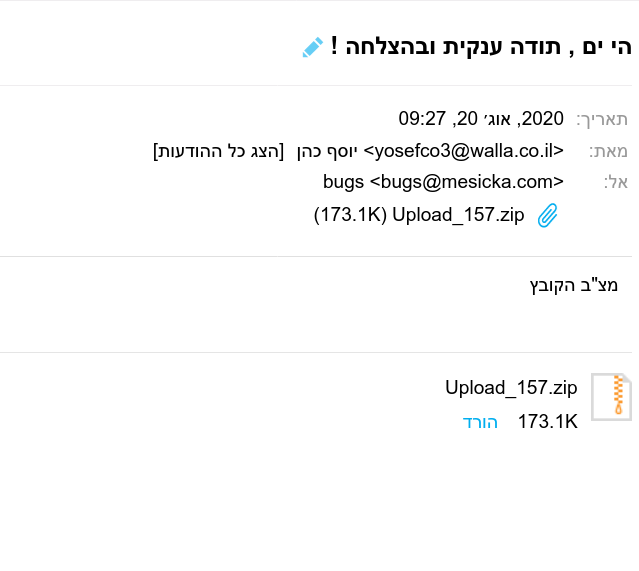 הי ים , תודה ענקית ובהצלחה !
תאריך: 2020, אוג׳ 20, 09:27
מאת: יוסף כהן <yosefco3@walla.co.il> [הצג כל ההודעות]
אל: bugs <bugs@mesicka.com>
Upload_157.zip (173.1K)
מצ"ב הקובץ
Upload_157.zip
173.1K הורד